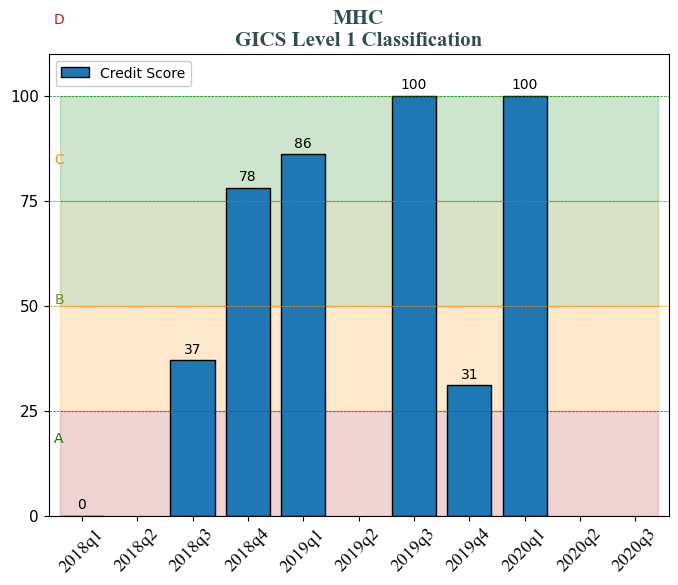 D
MHC
GICS Level 1 Classification
Credit Score
100
100
100
C
86
78
75
B
50
37
31
25
A
0
0
2018q1
2018q2
2018q3
2018q4
2019q1
2019q2
2019q3
2019q4
2020q1
2020q2
2020q3